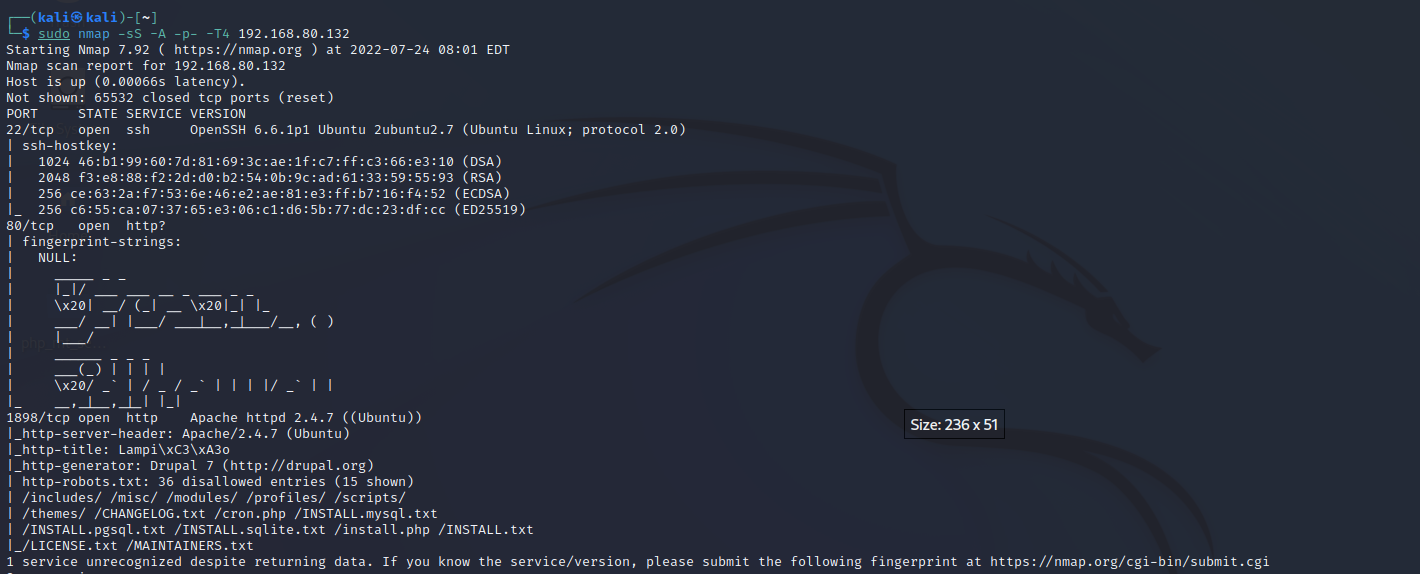 ┌──(kali㉿kali)-[~]
└─$ sudo nmap -sS -A -p- -T4 192.168.80.132
Starting Nmap 7.92 ( https://nmap.org ) at 2022-07-24 08:01 EDT
Nmap scan report for 192.168.80.132
Host is up (0.00066s latency).
Not shown: 65532 closed tcp ports (reset)
PORT     STATE SERVICE VERSION
22/tcp   open  ssh     OpenSSH 6.6.1p1 Ubuntu 2ubuntu2.7 (Ubuntu Linux; protocol 2.0)
| ssh-hostkey:
|   1024 46:b1:99:60:7d:81:69:3c:ae:1f:c7:ff:c3:66:e3:10 (DSA)
|   2048 f3:e8:88:f2:2d:d0:b2:54:0b:9c:ad:61:33:59:55:93 (RSA)
|   256 ce:63:2a:f7:53:6e:46:e2:ae:81:e3:ff:b7:16:f4:52 (ECDSA)
|_  256 c6:55:ca:07:37:65:e3:06:c1:d6:5b:77:dc:23:df:cc (ED25519)
80/tcp   open  http?
| fingerprint-strings:
|   NULL:
|     _____ _ _
|     |_|/ ___ ___ __ _ ___ _ _
|     \x20| __/ (_| __ \x20|_| |_
|     ___/ __| |___/ ___|__,_|___/__, ( )
|     |___/
|     ______ _ _ _
|     ___(_) | | | |
|     \x20/ _` | / _ / _` | | | |/ _` | |
|_    __,_|__,_|_| |_|
1898/tcp open  http    Apache httpd 2.4.7 ((Ubuntu))
|_http-server-header: Apache/2.4.7 (Ubuntu)
|_http-title: Lampi\xC3\xA3o
|_http-generator: Drupal 7 (http://drupal.org)
| http-robots.txt: 36 disallowed entries (15 shown)
| /includes/ /misc/ /modules/ /profiles/ /scripts/
| /themes/ /CHANGELOG.txt /cron.php /INSTALL.mysql.txt
| /INSTALL.pgsql.txt /INSTALL.sqlite.txt /install.php /INSTALL.txt
|_/LICENSE.txt /MAINTAINERS.txt
1 service unrecognized despite returning data. If you know the service/version, please submit the following fingerprint at https://nmap.org/cgi-bin/submit.cgi
Size: 236 x 51